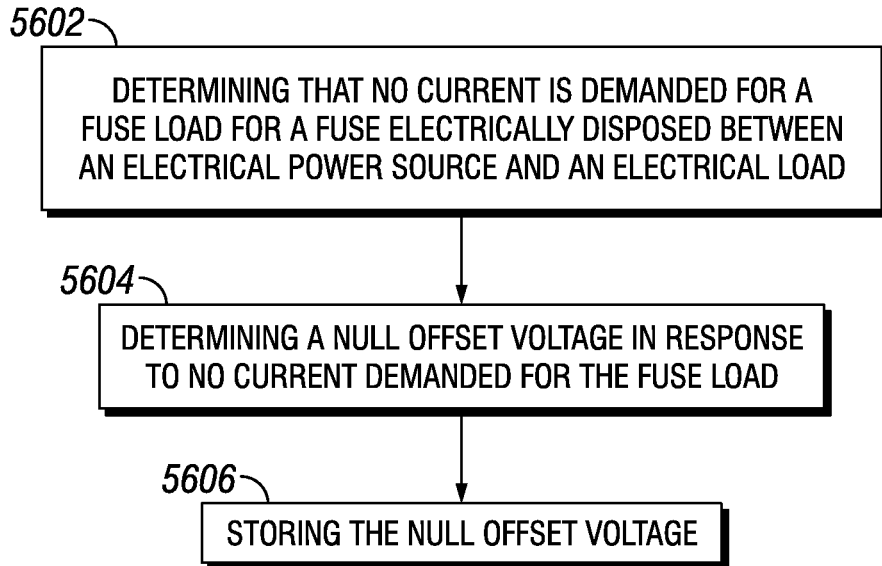 5602
DETERMINING THAT NO CURRENT IS DEMANDED FOR A
FUSE LOAD FOR A FUSE ELECTRICALLY DISPOSED BETWEEN
AN ELECTRICAL POWER SOURCE AND AN ELECTRICAL LOAD
5604
DETERMINING A NULL OFFSET VOLTAGE IN RESPONSE
TO NO CURRENT DEMANDED FOR THE FUSE LOAD
5606
STORING THE NULL OFFSET VOLTAGE